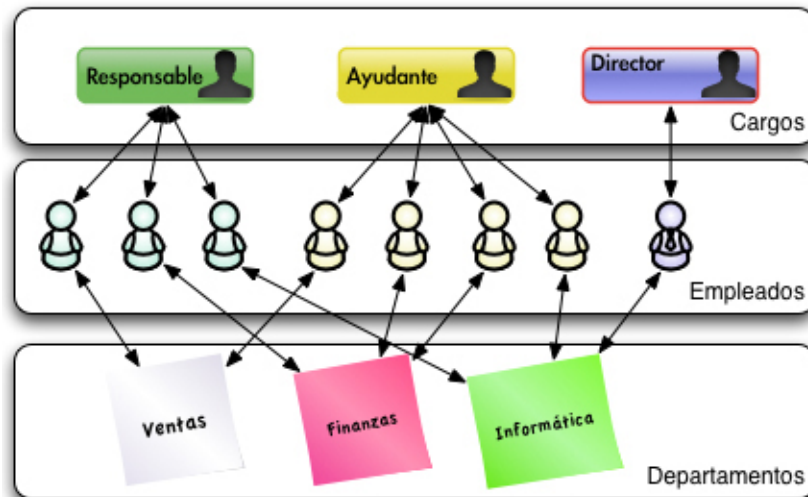 Responsable
Ayudante
Director
Cargos
Empleados
Ventas
Finanzas
Informática
Departamentos